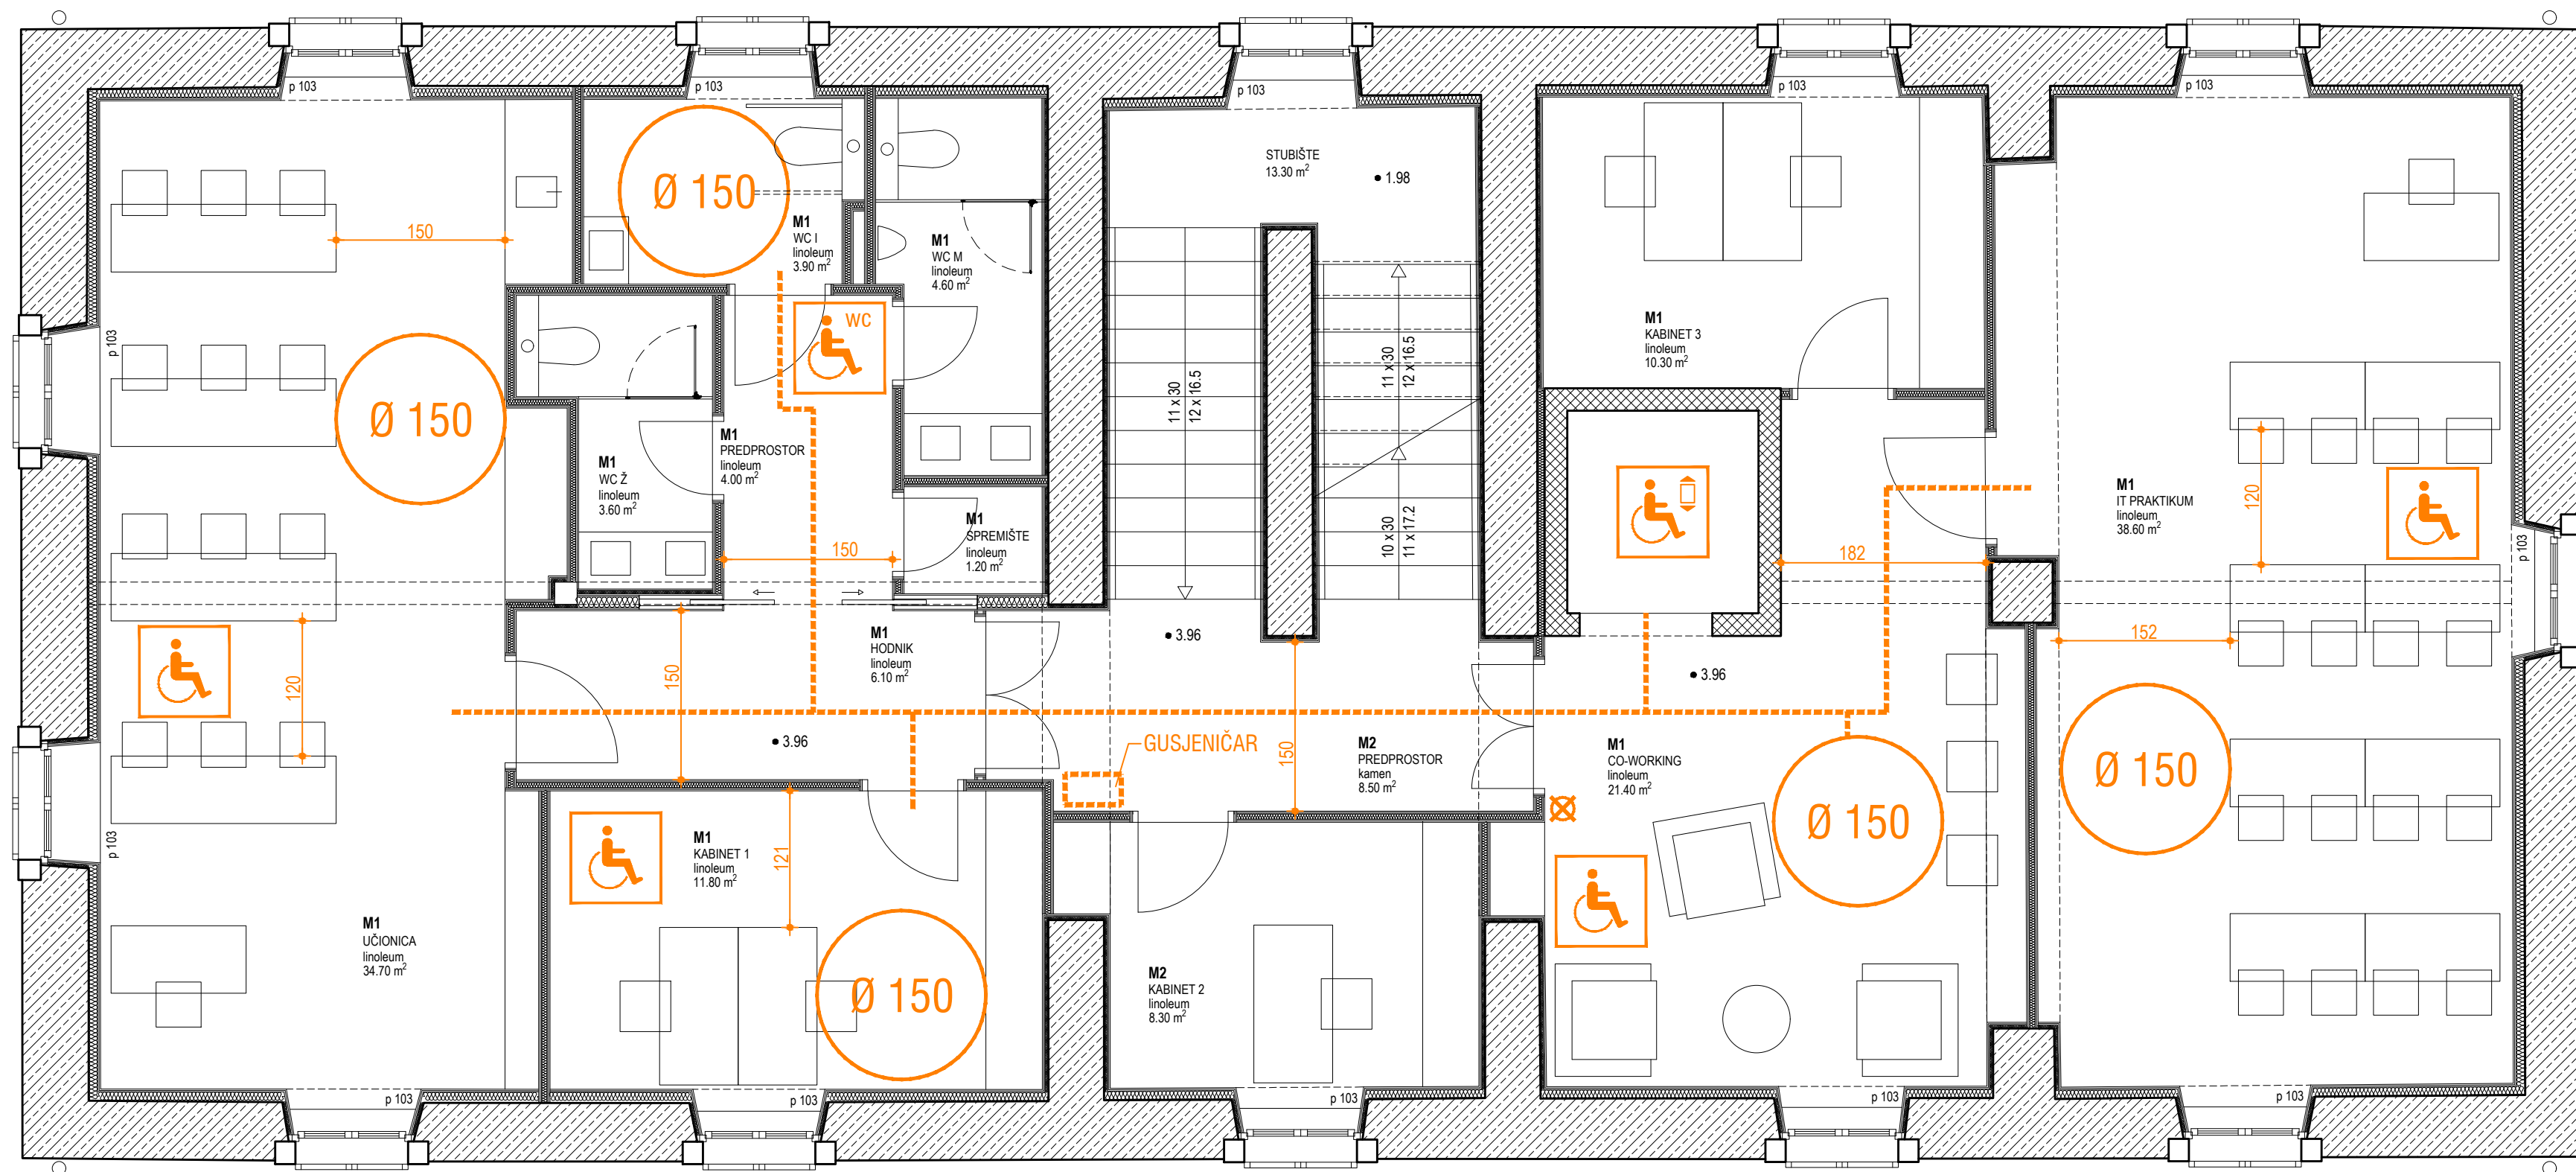 p 103
p 103
p 103
p 103
p 103
STUBIŠTE
13.30 m²
1.98
Ø 150
M1
WC I
linoleum
3.90 m²
150
M1
WC M
linoleum
4.60 m²
WC
p 103
Ø 150
M1
KABINET 3
linoleum
10.30 m²
11 x 30
12 x 16.5
11 x 30
12 x 16.5
10 x 30
11 x 17.2
M1
PREDPROSTOR
linoleum
4.00 m²
M1
WC Ž
linoleum
3.60 m²
M1
SPREMIŠTE
linoleum
1.20 m²
150
182
M1
IT PRAKTIKUM
linoleum
38.60 m²
120
p 103
152
3.96
M1
HODNIK
linoleum
6.10 m²
150
120
3.96
3.96
GUSJENIČAR
150
M2
PREDPROSTOR
kamen
8.50 m²
M1
CO-WORKING
linoleum
21.40 m²
Ø 150
Ø 150
p 103
M1
KABINET 1
linoleum
11.80 m²
121
M1
UČIONICA
linoleum
34.70 m²
Ø 150
M2
KABINET 2
linoleum
8.30 m²
p 103
p 103
p 103
p 103
p 103